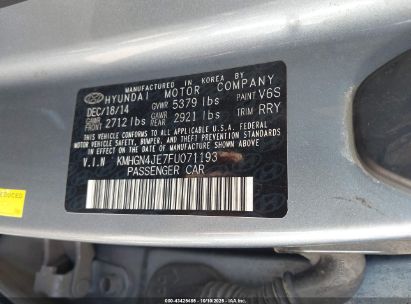 MANUFACTURED IN KOREA BY
HYUNDAI MOTOR COMPANY
DEC/18/14 GVWR 5379 lbs PAINT V6S
GAWR FRONT 2712 lbs GAWR REAR 2921 lbs TRIM RRY
THIS VEHICLE CONFORMS TO ALL APPLICABLE U.S.A. FEDERAL
MOTOR VEHICLE SAFETY, BUMPER, AND THEFT PREVENTION
STANDARDS IN EFFECT ON THE DATE OF MANUFACTURE SHOWN ABOVE.
V.I.N KMHGN4JE7FU071193
PASSENGER CAR